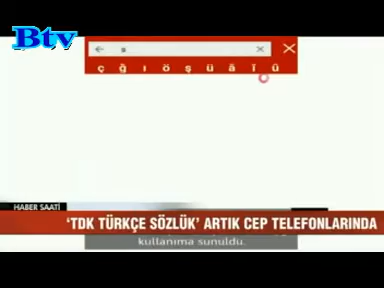 Btv
s
ç ğ ı ö ş ü â î û
HABER SAATİ
‘TDK TÜRKÇE SÖZLÜK’ ARTIK CEP TELEFONLARINDA
kullanıma sunuldu.